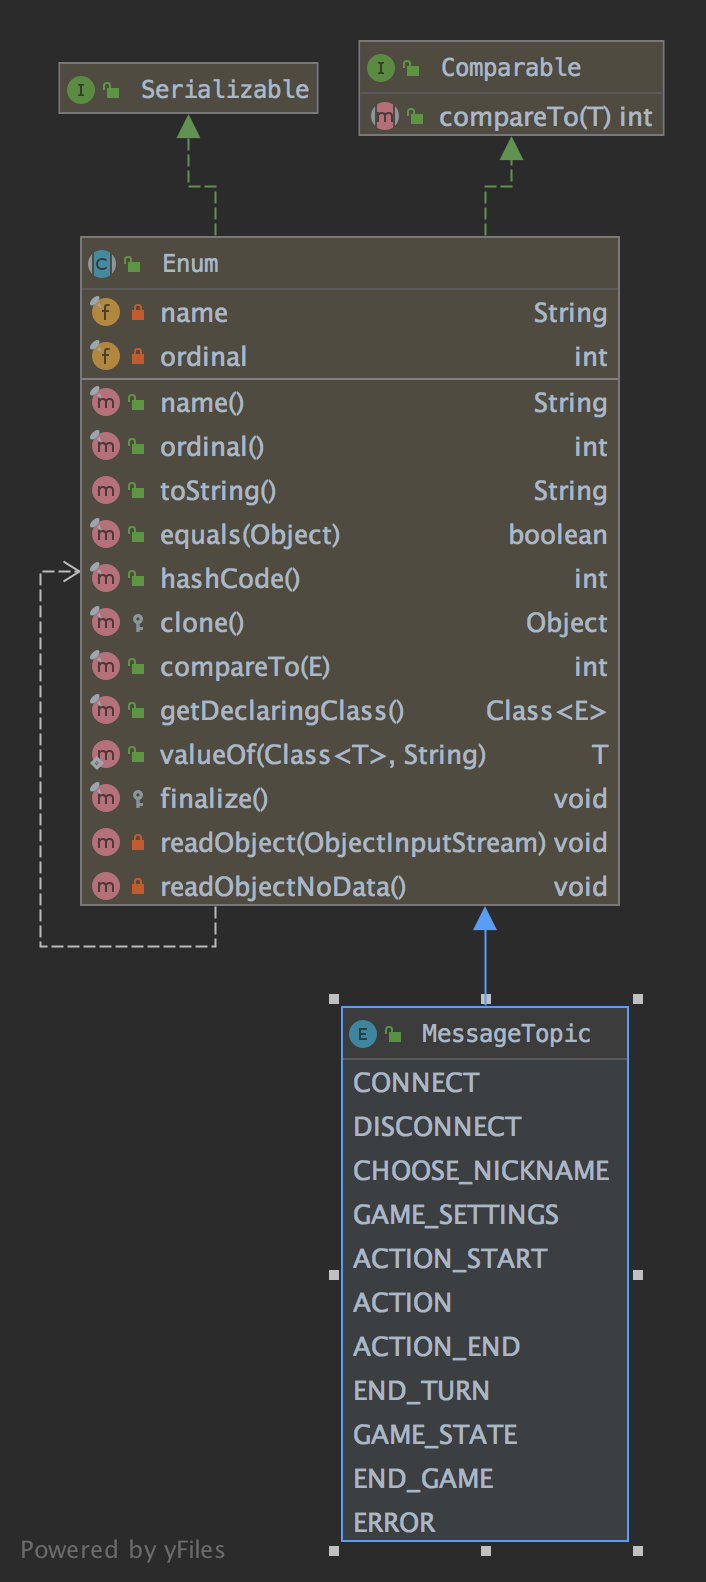 Serializable
Comparable
compareTo(T) int
Enum
name String
ordinal int
name() String
ordinal() int
toString() String
equals(Object) boolean
hashCode() int
clone() Object
compareTo(E) int
getDeclaringClass() Class<E>
valueOf(Class<T>, String) T
finalize() void
readObject(ObjectInputStream) void
readObjectNoData() void
MessageTopic
CONNECT
DISCONNECT
CHOOSE_NICKNAME
GAME_SETTINGS
ACTION_START
ACTION
ACTION_END
END_TURN
GAME_STATE
END_GAME
ERROR
Powered by yFiles